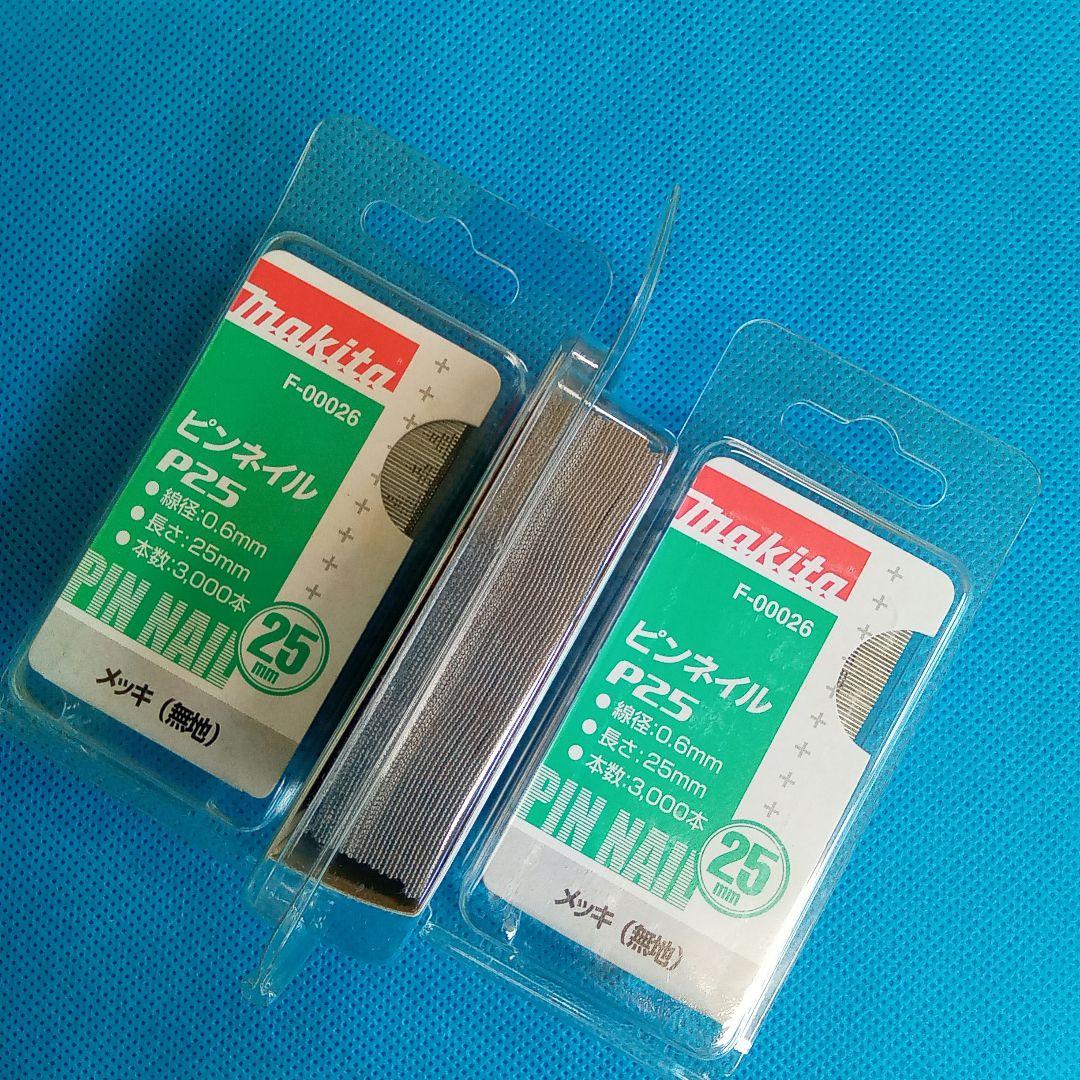 makita
F-00026
ピンネイル
P25
●線径:0.6mm
●長さ:25mm
●本数:3,000本
PIN NAIL
25
mm
メッキ（無地）
makita
F-00026
ピンネイル
P25
●線径:0.6mm
●長さ:25mm
●本数:3,000本
PIN NAIL
25
mm
メッキ（無地）